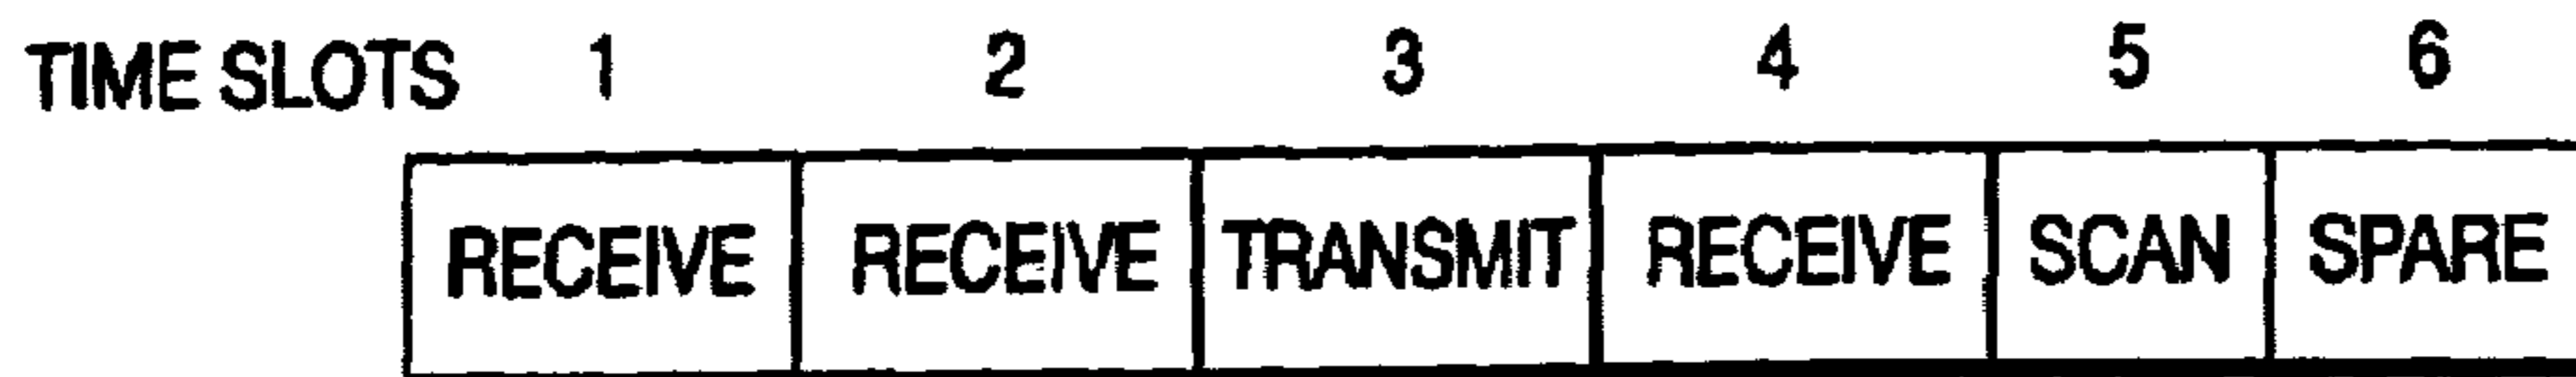 TIME SLOTS 1 2 3 4 5 6
RECEIVE RECEIVE TRANSMIT RECEIVE SCAN SPARE